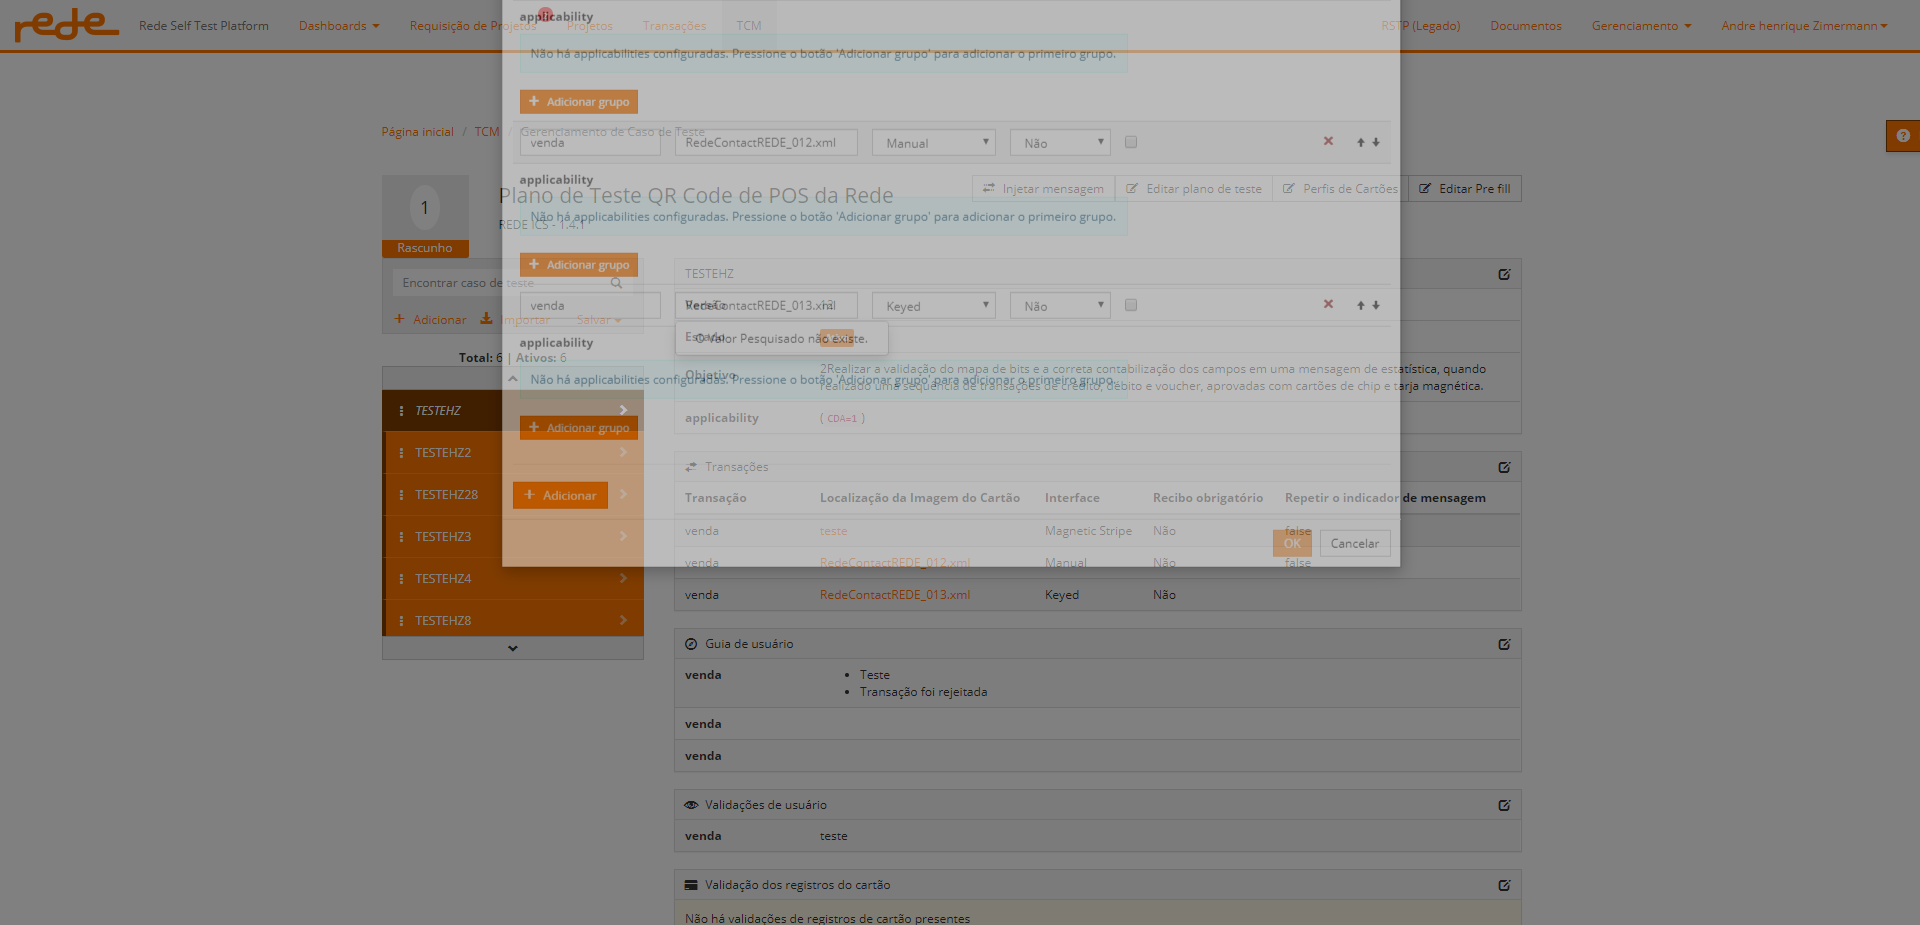 rede
Rede Self Test Platform
Dashboards
Requisição de Projetos
Projetos
Transações
TCM
RSTP (Legado)
Documentos
Gerenciamento
Andre henrique Zimermann
applicability
Não há applicabilities configuradas. Pressione o botão 'Adicionar grupo' para adicionar o primeiro grupo.
Adicionar grupo
Página inicial / TCM / Gerenciamento de Caso de Teste
venda
RedeContactREDE_012.xml
Manual
Não
applicability
1
Rascunho
Plano de Teste QR Code de POS da Rede
REDE ICS - 1.4.1
Injetar mensagem
Editar plano de teste
Perfis de Cartões
Editar Pre fill
Não há applicabilities configuradas. Pressione o botão 'Adicionar grupo' para adicionar o primeiro grupo.
Adicionar grupo
Encontrar caso de teste
Adicionar
Importar
Salvar
Total: 6 | Ativos: 6
TESTEHZ
TESTEHZ2
TESTEHZ28
TESTEHZ3
TESTEHZ4
TESTEHZ8
TESTEHZ
venda
RedeContactREDE_013.xml
Keyed
Não
Versão
Estado
O Valor Pesquisado não existe.
applicability
Não há applicabilities configuradas. Pressione o botão 'Adicionar grupo' para adicionar o primeiro grupo.
Adicionar grupo
Adicionar
OK
Cancelar
Objetivo
2Realizar a validação do mapa de bits e a correta contabilização dos campos em uma mensagem de estatística, quando
realizado uma sequência de transações de crédito, débito e voucher, aprovadas com cartões de chip e tarja magnética.
applicability
( CDA=1 )
Transações
Transação Localização da Imagem do Cartão Interface Recibo obrigatório Repetir o indicador de mensagem
venda teste Magnetic Stripe Não false
venda RedeContactREDE_012.xml Manual Não false
venda RedeContactREDE_013.xml Keyed Não
Guia de usuário
venda
Teste
Transação foi rejeitada
venda
venda
Validações de usuário
venda teste
Validação dos registros do cartão
Não há validações de registros de cartão presentes